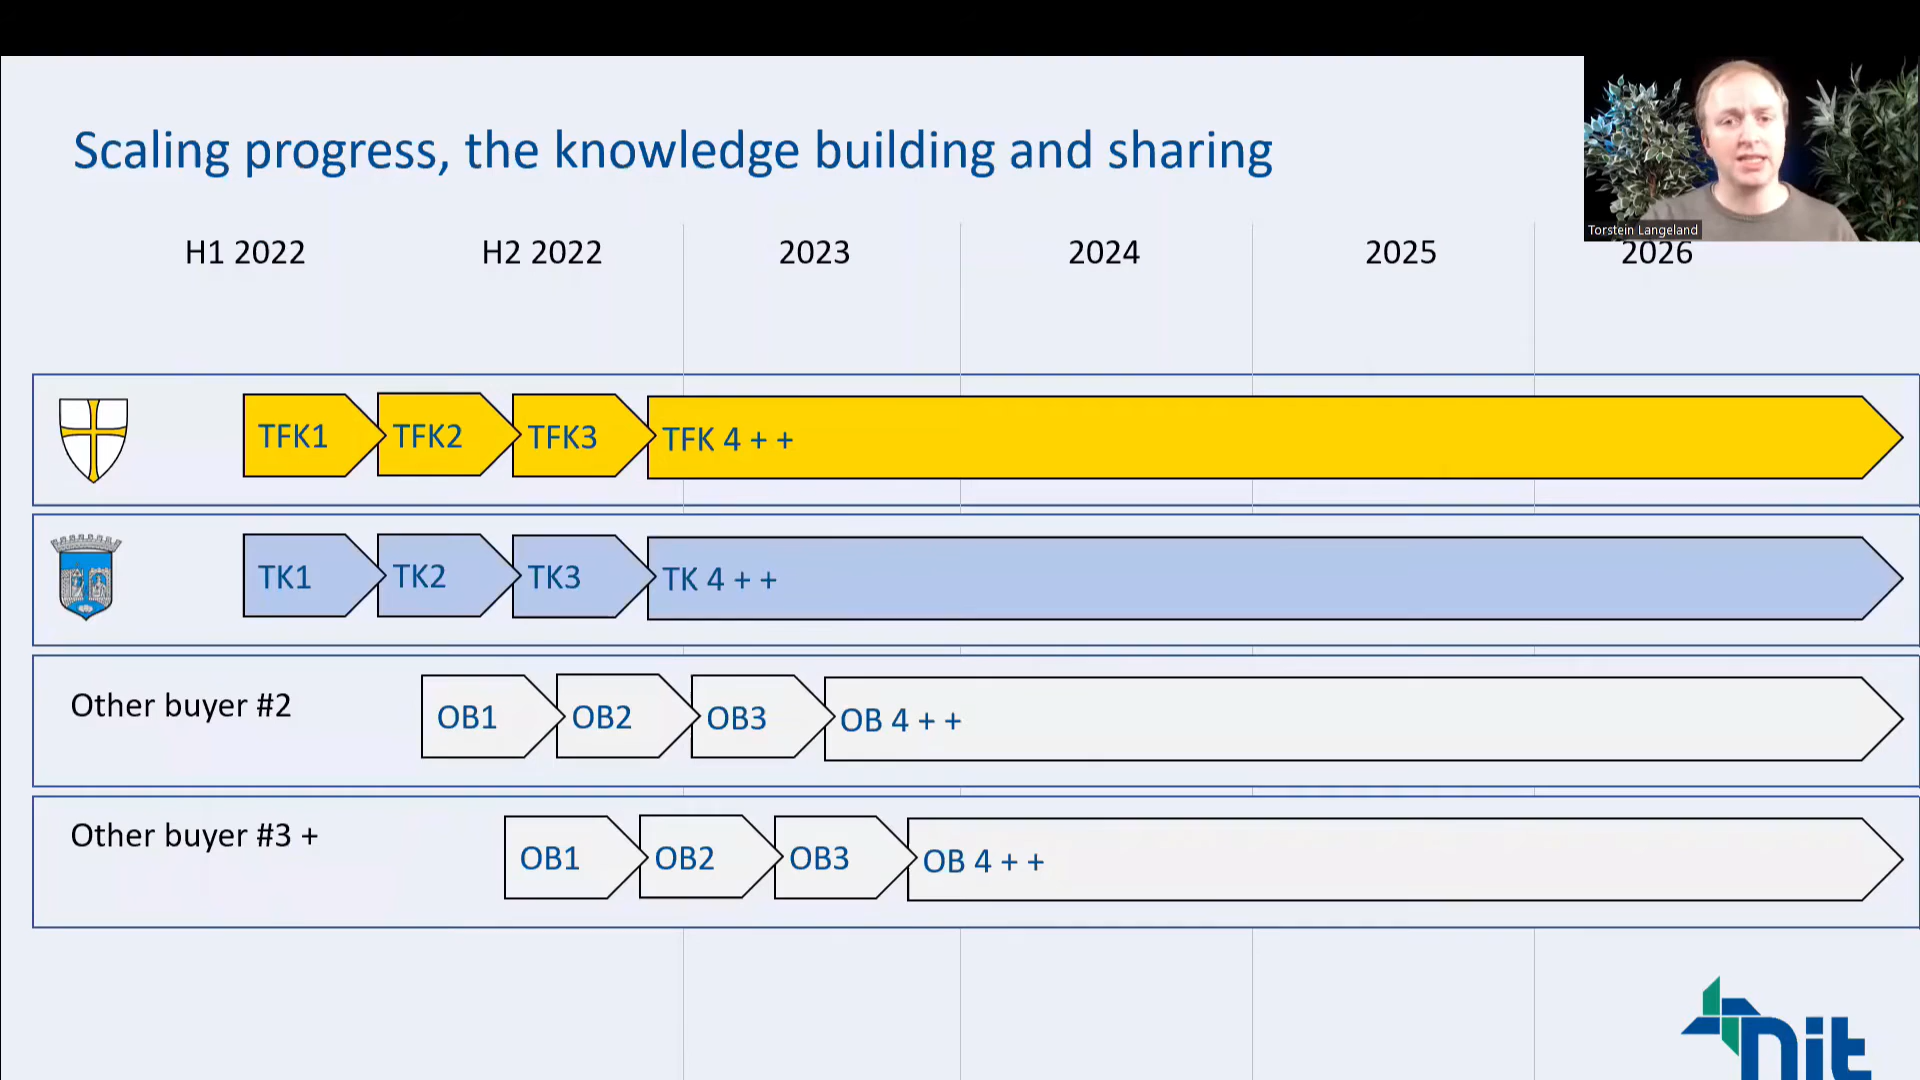 Scaling progress, the knowledge building and sharing
Torstein Langeland
H1 2022 H2 2022 2023 2024 2025 2026
TFK1 TFK2 TFK3 TFK 4 + +
TK1 TK2 TK3 TK 4 + +
Other buyer #2 OB1 OB2 OB3 OB 4 + +
Other buyer #3 + OB1 OB2 OB3 OB 4 + +
nit